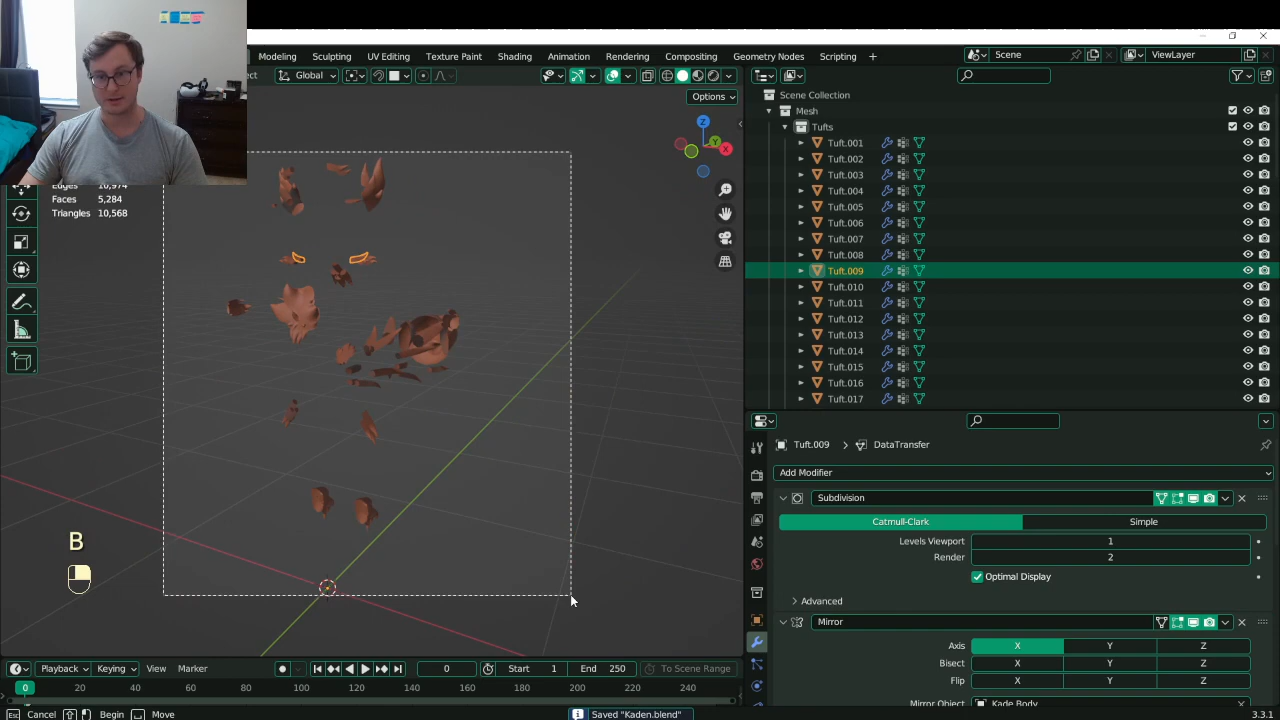 Modeling Sculpting UV Editing Texture Paint Shading Animation Rendering Compositing Geometry Nodes Scripting + Scene ViewLayer
ect Global
Options
Scene Collection
Mesh
Tufts
Tuft.001
Tuft.002
Tuft.003
Tuft.004
Tuft.005
Tuft.006
Tuft.007
Tuft.008
Tuft.009
Tuft.010
Tuft.011
Tuft.012
Tuft.013
Tuft.014
Tuft.015
Tuft.016
Tuft.017
Z
Y
X
Edges 10,974
Faces 5,284
Triangles 10,568
B
Tuft.009 > DataTransfer
Add Modifier
Subdivision
Catmull-Clark Simple
Levels Viewport 1
Render 2
Optimal Display
Advanced
Mirror
Axis X Y Z
Bisect X Y Z
Flip X Y Z
Mirror Object Kade Body
Playback Keying View Marker 0 Start 1 End 250 To Scene Range
0 20 40 60 80 100 120 140 160 180 200 220 240
Esc Cancel Begin Move Saved "Kaden.blend" 3.3.1